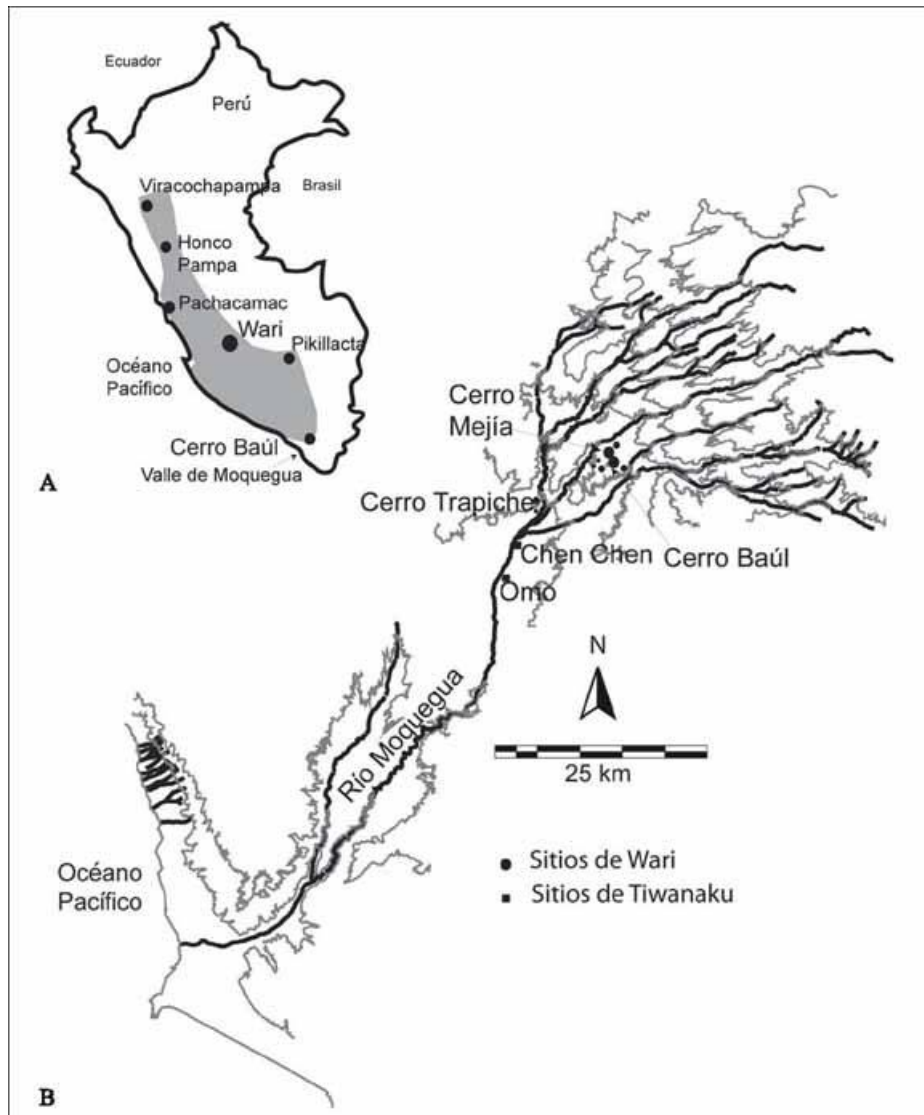 Ecuador
Perú
Brasil
Viracochapampa
Honco
Pampa
Pachacamac
Wari
Pikillacta
Océano
Pacífico
Cerro Baúl
Valle de Moquegua
A
Cerro
Mejía
Cerro Trapiche
Chen Chen
Cerro Baúl
Omo
N
Río Moquegua
25 km
Océano
Pacífico
Sitios de Wari
Sitios de Tiwanaku
B